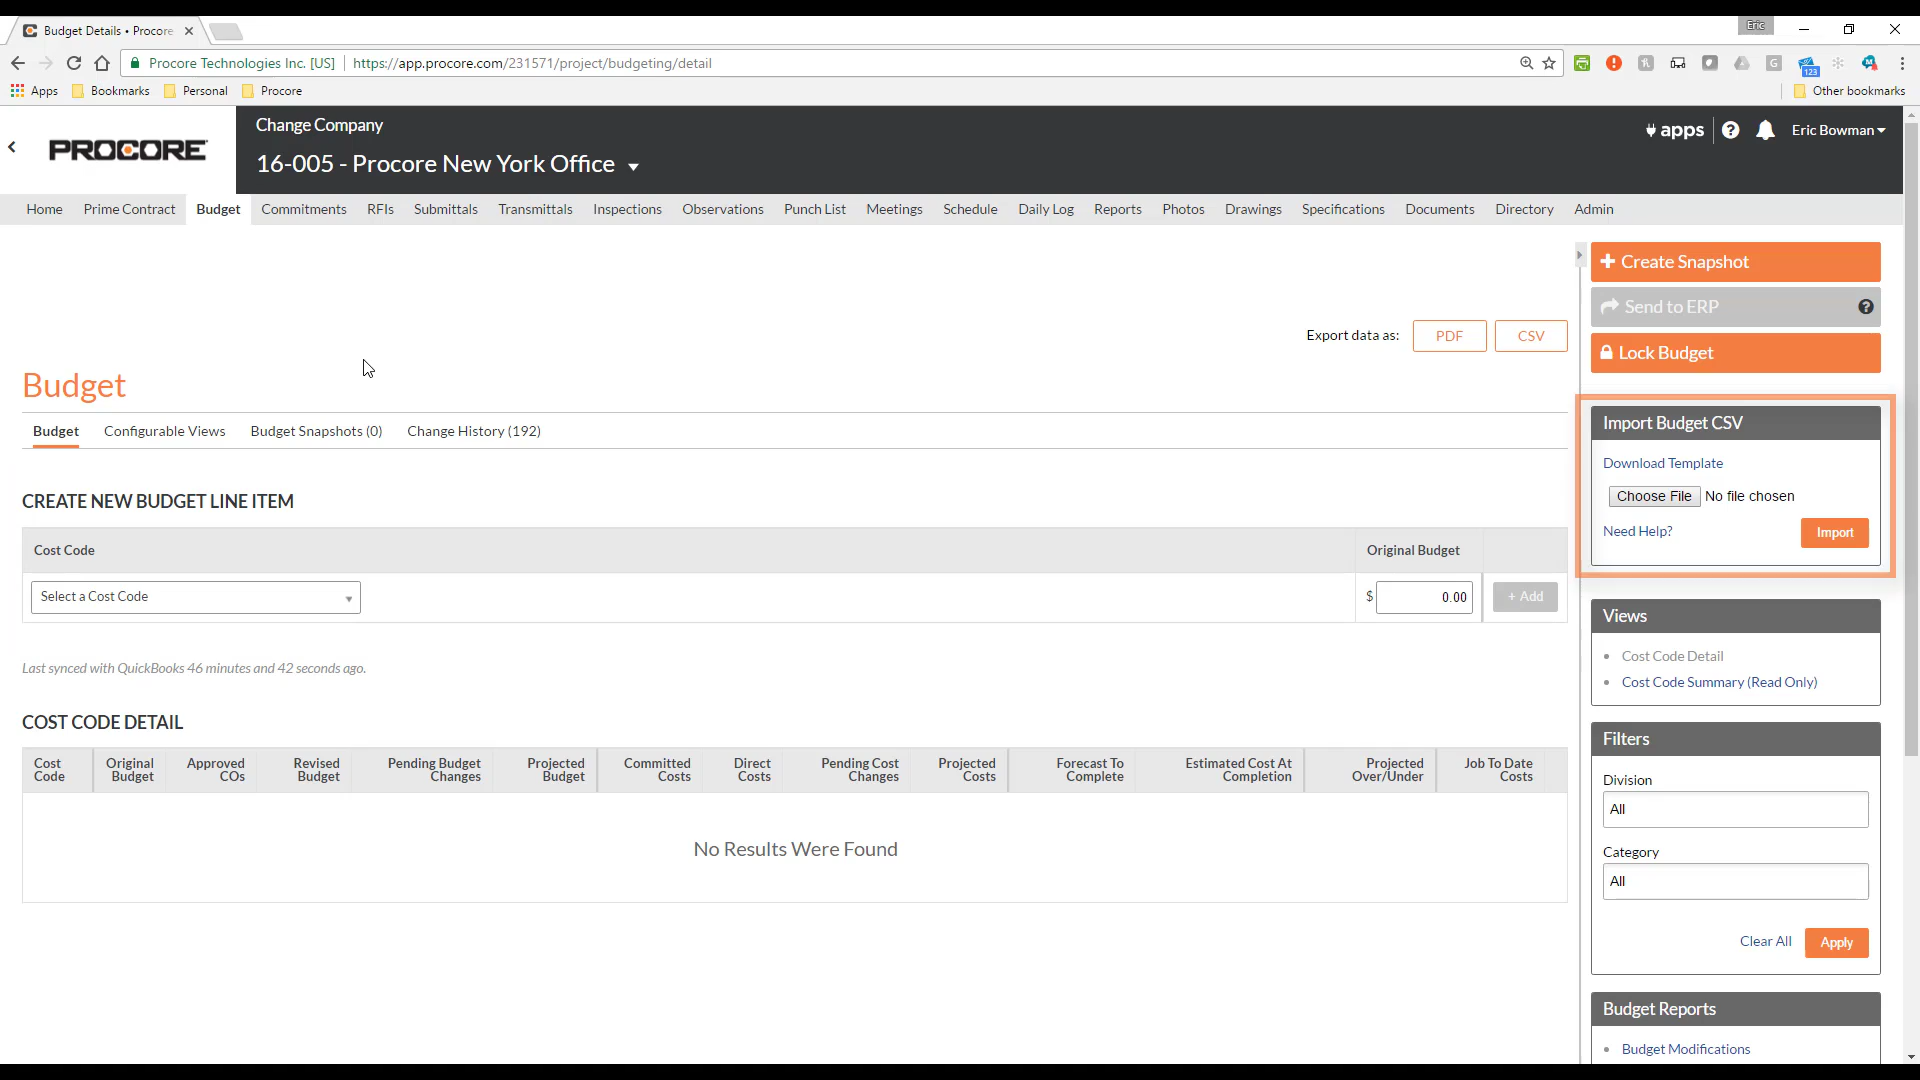 Budget Details • Procore
Eric
Procore Technologies Inc. [US]
https://app.procore.com/231571/project/budgeting/detail
123
G
Apps
Bookmarks
Personal
Procore
Other bookmarks
PROCORE
Change Company
16-005 - Procore New York Office
apps
Eric Bowman
Home
Prime Contract
Budget
Commitments
RFIs
Submittals
Transmittals
Inspections
Observations
Punch List
Meetings
Schedule
Daily Log
Reports
Photos
Drawings
Specifications
Documents
Directory
Admin
+ Create Snapshot
Send to ERP
?
Lock Budget
Export data as:
PDF
CSV
Budget
Budget
Configurable Views
Budget Snapshots (0)
Change History (192)
Import Budget CSV
Download Template
Choose File
No file chosen
Need Help?
Import
CREATE NEW BUDGET LINE ITEM
Cost Code
Original Budget
Select a Cost Code
$
0.00
+ Add
Last synced with QuickBooks 46 minutes and 42 seconds ago.
COST CODE DETAIL
Cost
Code
Original
Budget
Approved
COs
Revised
Budget
Pending Budget
Changes
Projected
Budget
Committed
Costs
Direct
Costs
Pending Cost
Changes
Projected
Costs
Forecast To
Complete
Estimated Cost At
Completion
Projected
Over/Under
Job To Date
Costs
No Results Were Found
Views
• Cost Code Detail
• Cost Code Summary (Read Only)
Filters
Division
All
Category
All
Clear All
Apply
Budget Reports
• Budget Modifications